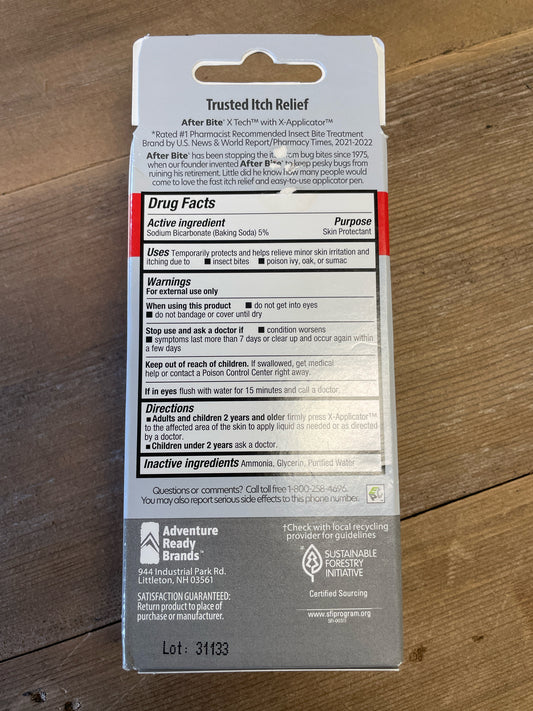 Trusted Itch Relief
After Bite® X Tech™ with X-Applicator™
*Rated #1 Pharmacist Recommended Insect Bite Treatment
Brand by U.S. News & World Report/Pharmacy Times, 2021-2022
After Bite® has been stopping the itch from bug bites since 1975,
when our founder invented After Bite® to keep pesky bugs from
ruining his retirement. Little did he know how many people would
come to love the fast itch relief and easy-to-use applicator pen.
Drug Facts
Active ingredient Purpose
Sodium Bicarbonate (Baking Soda) 5% Skin Protectant
Uses Temporarily protects and helps relieve minor skin irritation and
itching due to ■ insect bites ■ poison ivy, oak, or sumac
Warnings
For external use only
When using this product ■ do not get into eyes
■ do not bandage or cover until dry
Stop use and ask a doctor if ■ condition worsens
■ symptoms last more than 7 days or clear up and occur again within
a few days
Keep out of reach of children. If swallowed, get medical
help or contact a Poison Control Center right away.
If in eyes flush with water for 15 minutes and call a doctor.
Directions
■ Adults and children 2 years and older firmly press X-Applicator™
to the affected area of the skin to apply liquid as needed or as directed
by a doctor.
■ Children under 2 years ask a doctor.
Inactive ingredients Ammonia, Glycerin, Purified Water
Questions or comments? Call toll free 1-800-258-4696.
You may also report serious side effects to this phone number.
Adventure
Ready
Brands™
944 Industrial Park Rd.
Littleton, NH 03561
SATISFACTION GUARANTEED:
Return product to place of
purchase or manufacturer.
Lot: 31133
†Check with local recycling
provider for guidelines
SUSTAINABLE
FORESTRY
INITIATIVE
Certified Sourcing
www.sfiprogram.org